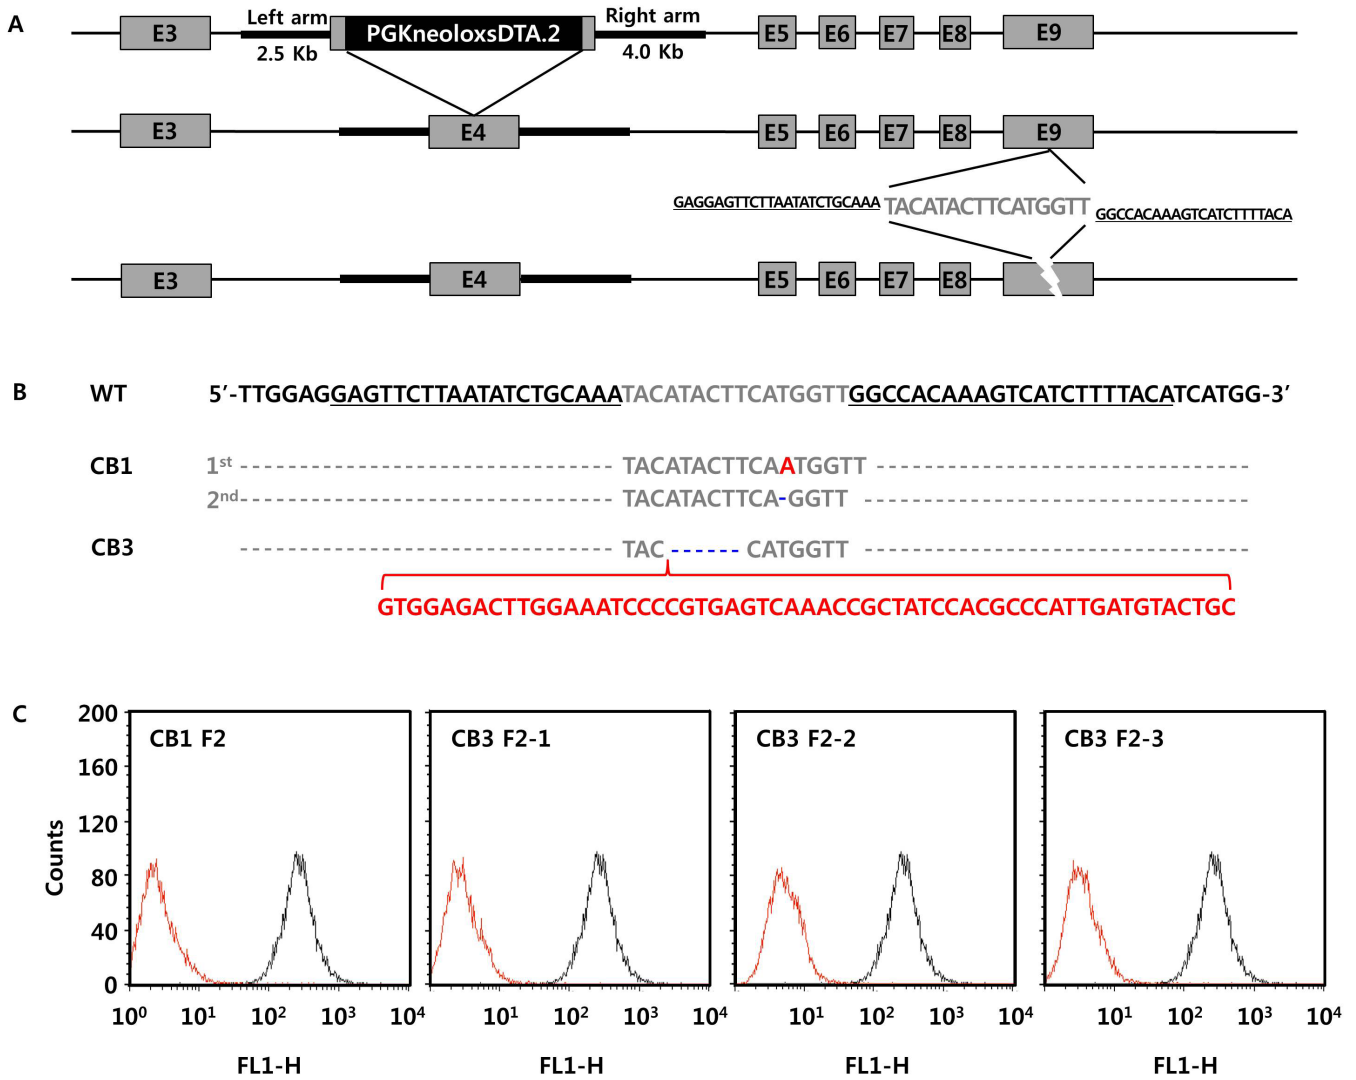 A
E3 Left arm 2.5 Kb PGKneoloxsDTA.2 Right arm 4.0 Kb E5 E6 E7 E8 E9
E3 E4 E5 E6 E7 E8 E9
GAGGAGTTCTTAATATCTGCAAA TACATACTTCATGGTT GGCCACAAAGTCATCTTTTACA
E3 E4 E5 E6 E7 E8
B
WT 5’-TTGGAGGAGTTCTTAATATCTGCAAATACATACTTCATGGTTGGCCACAAAGTCATCTTTTACATCATGG-3’
CB1 1st TACATACTTCAATGGTT
2nd TACATACTTCA-GGTT
CB3 TAC ------ CATGGTT
GTGGAGACTTGGAAATCCCCGTGAGTCAAACCGCTATCCACGCCCATTGATGTACTGC
C
200 160 120 80 40 0
Counts
CB1 F2 CB3 F2-1 CB3 F2-2 CB3 F2-3
10⁰ 10¹ 10² 10³ 10⁴ 10¹ 10² 10³ 10⁴ 10¹ 10² 10³ 10⁴ 10¹ 10² 10³ 10⁴
FL1-H FL1-H FL1-H FL1-H